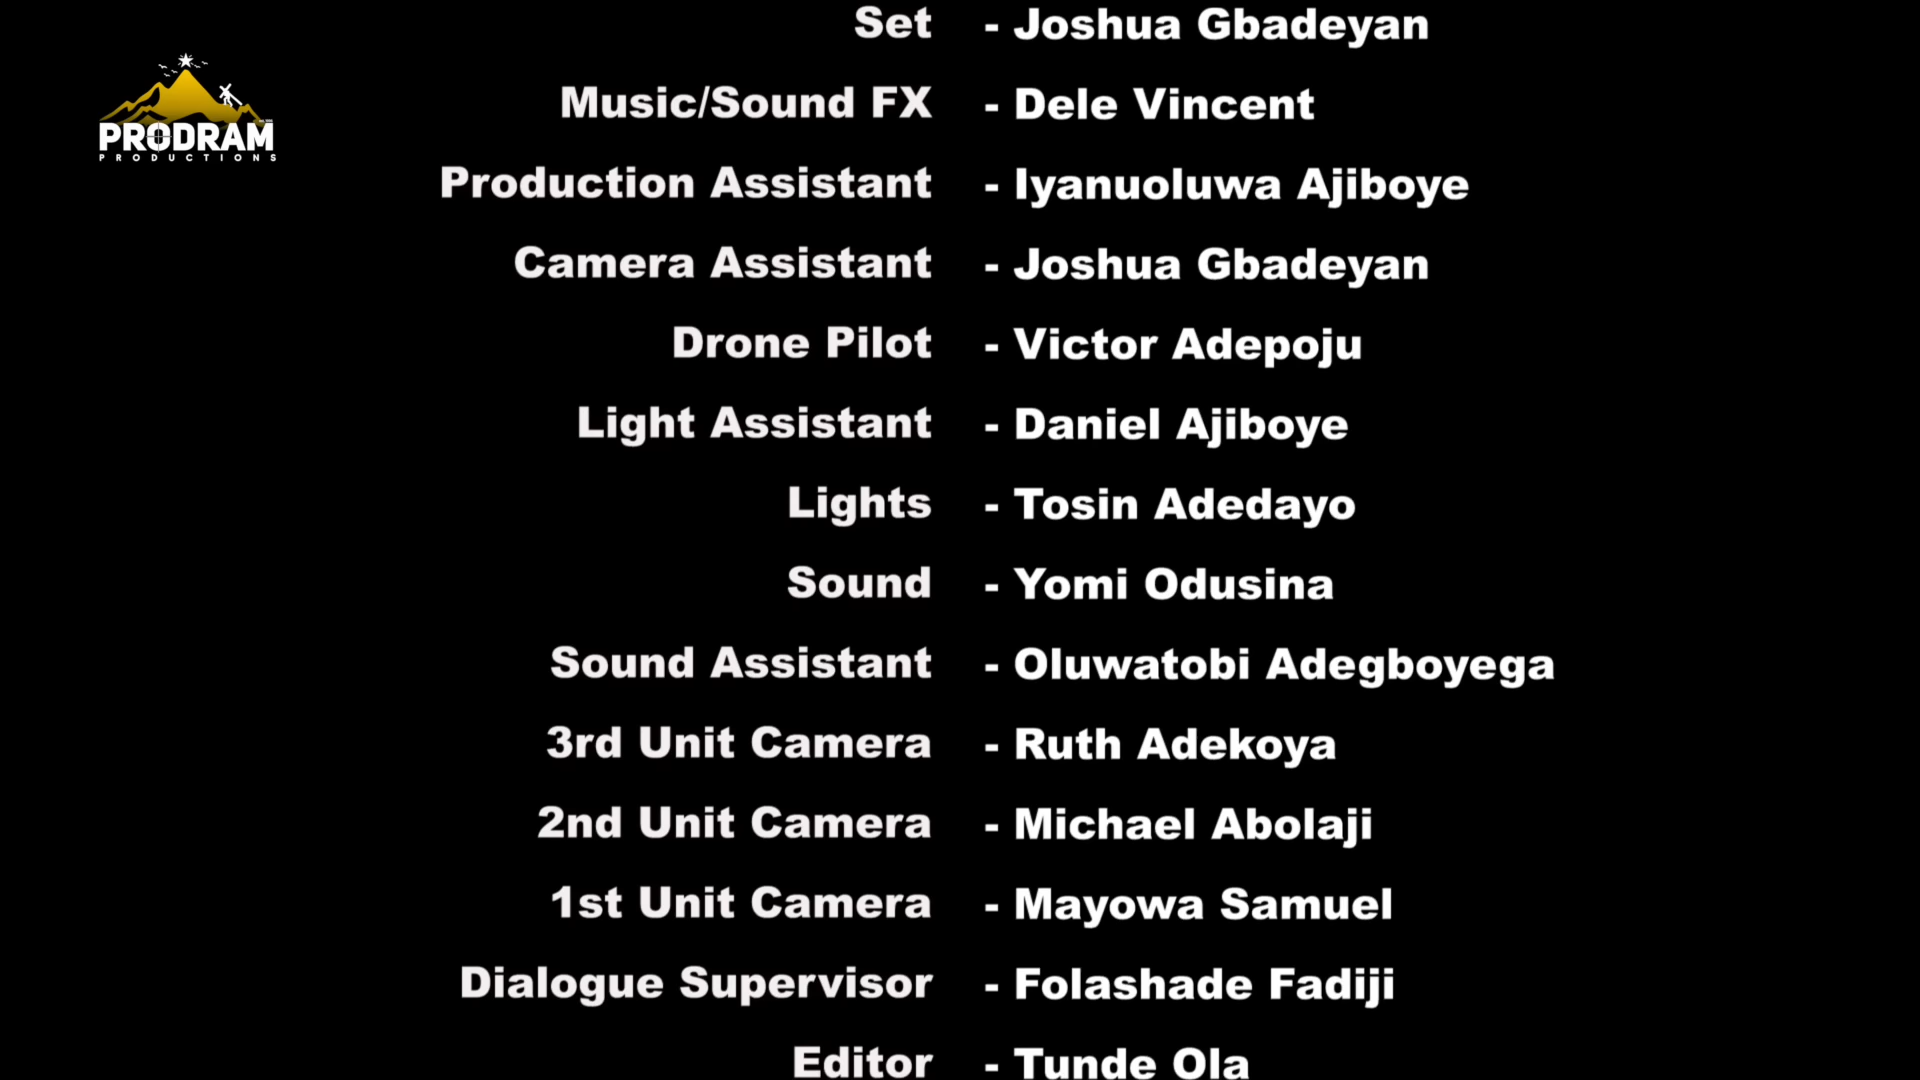 Set - Joshua Gbadeyan
PRODRAM
PRODUCTIONS
Music/Sound FX - Dele Vincent
Production Assistant - Iyanuoluwa Ajiboye
Camera Assistant - Joshua Gbadeyan
Drone Pilot - Victor Adepoju
Light Assistant - Daniel Ajiboye
Lights - Tosin Adedayo
Sound - Yomi Odusina
Sound Assistant - Oluwatobi Adegboyega
3rd Unit Camera - Ruth Adekoya
2nd Unit Camera - Michael Abolaji
1st Unit Camera - Mayowa Samuel
Dialogue Supervisor - Folashade Fadiji
Editor - Tunde Ola